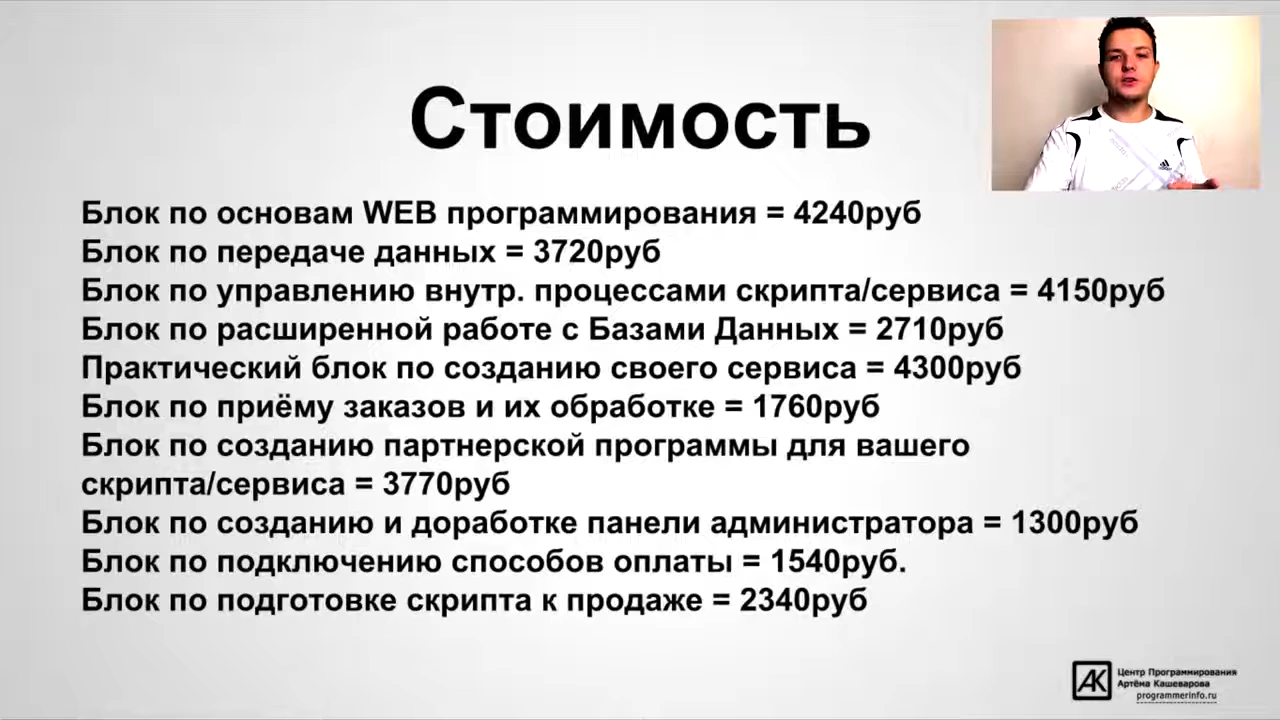 Стоимость
Блок по основам WEB программирования = 4240руб
Блок по передаче данных = 3720руб
Блок по управлению внутр. процессами скрипта/сервиса = 4150руб
Блок по расширенной работе с Базами Данных = 2710руб
Практический блок по созданию своего сервиса = 4300руб
Блок по приёму заказов и их обработке = 1760руб
Блок по созданию партнерской программы для вашего
скрипта/сервиса = 3770руб
Блок по созданию и доработке панели администратора = 1300руб
Блок по подключению способов оплаты = 1540руб.
Блок по подготовке скрипта к продаже = 2340руб
АК
Центр Программирования
Артёма Кашеварова
programmerinfo.ru